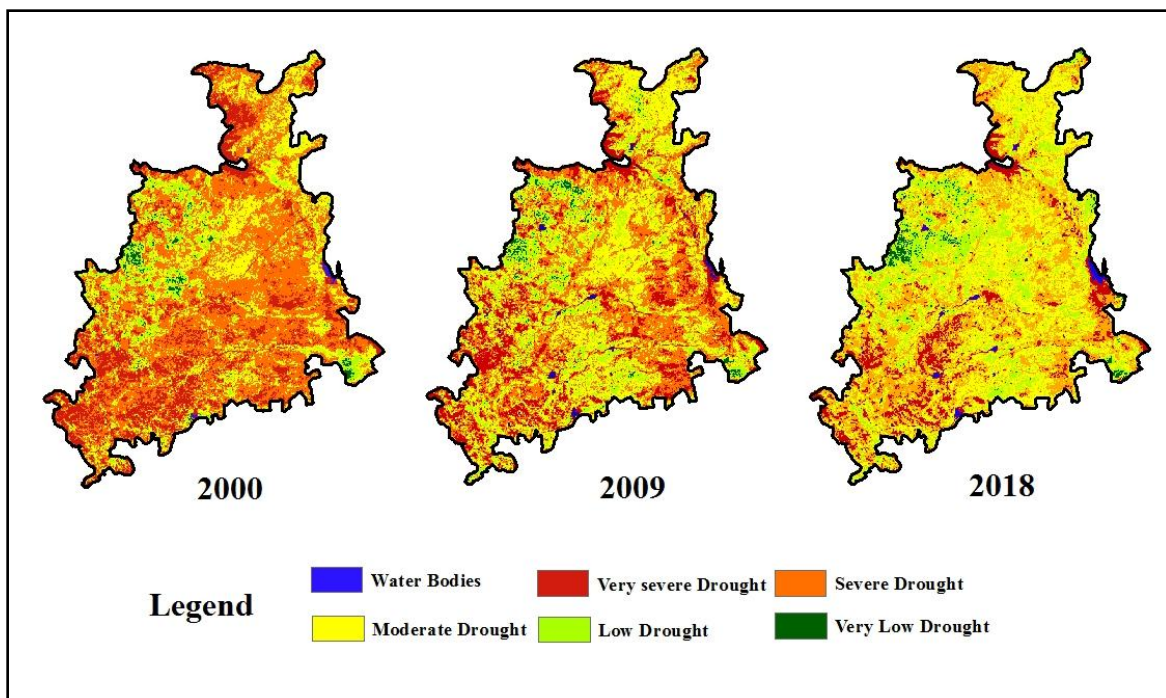 2000 2009 2018
Legend
Water Bodies Very severe Drought Severe Drought
Moderate Drought Low Drought Very Low Drought